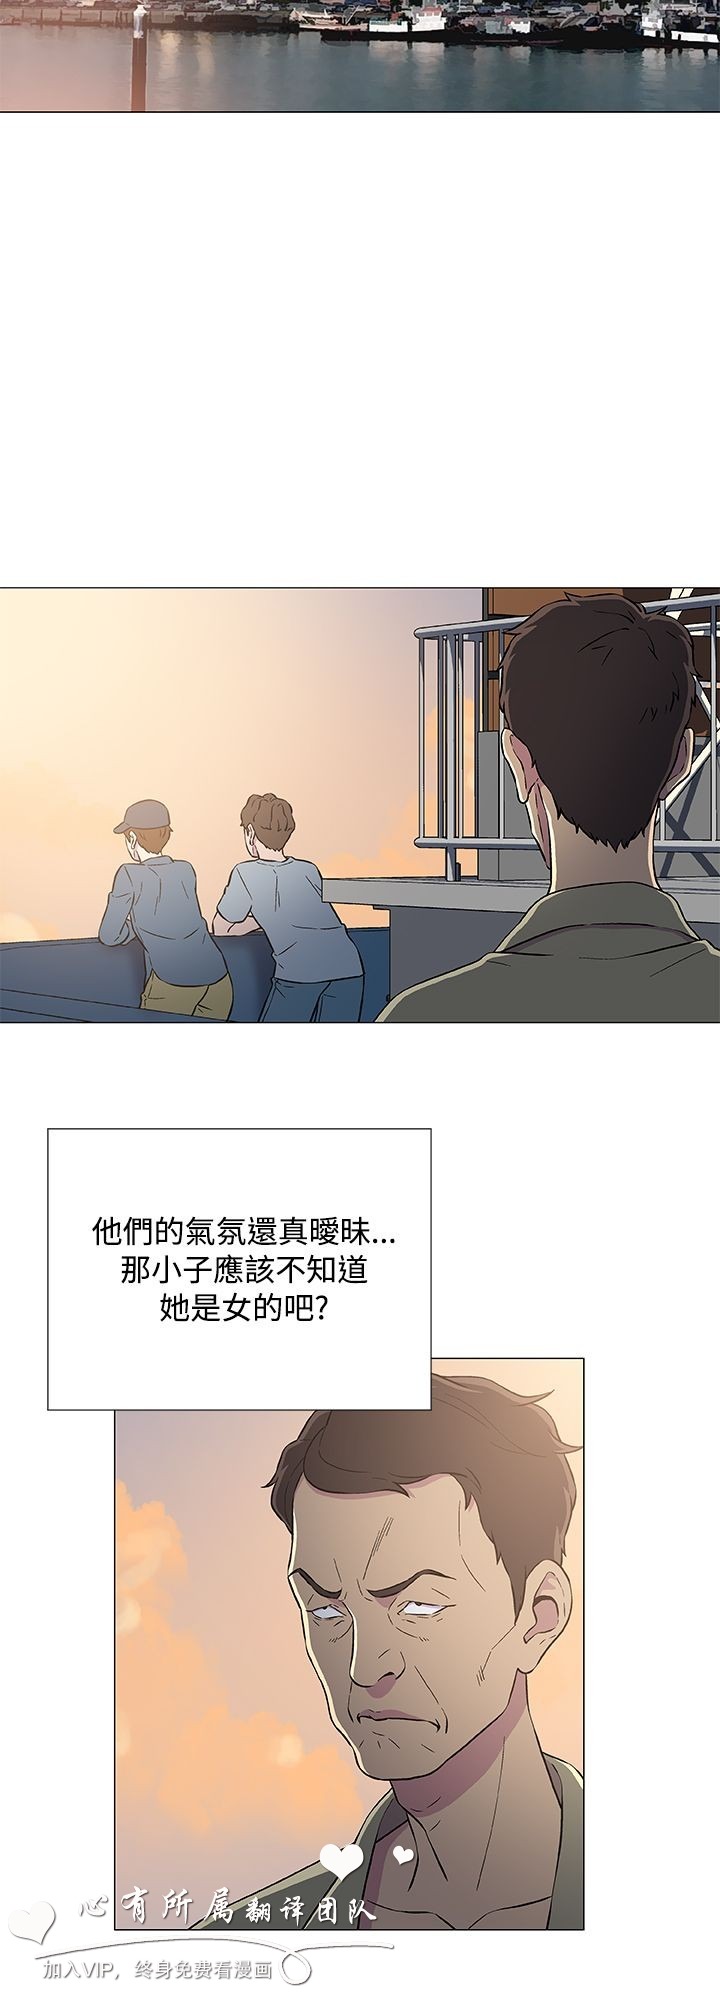 他們的氣氛還真曖昧...
那小子應該不知道
她是女的吧?
心有所属翻译团队
加入VIP，终身免费看漫画